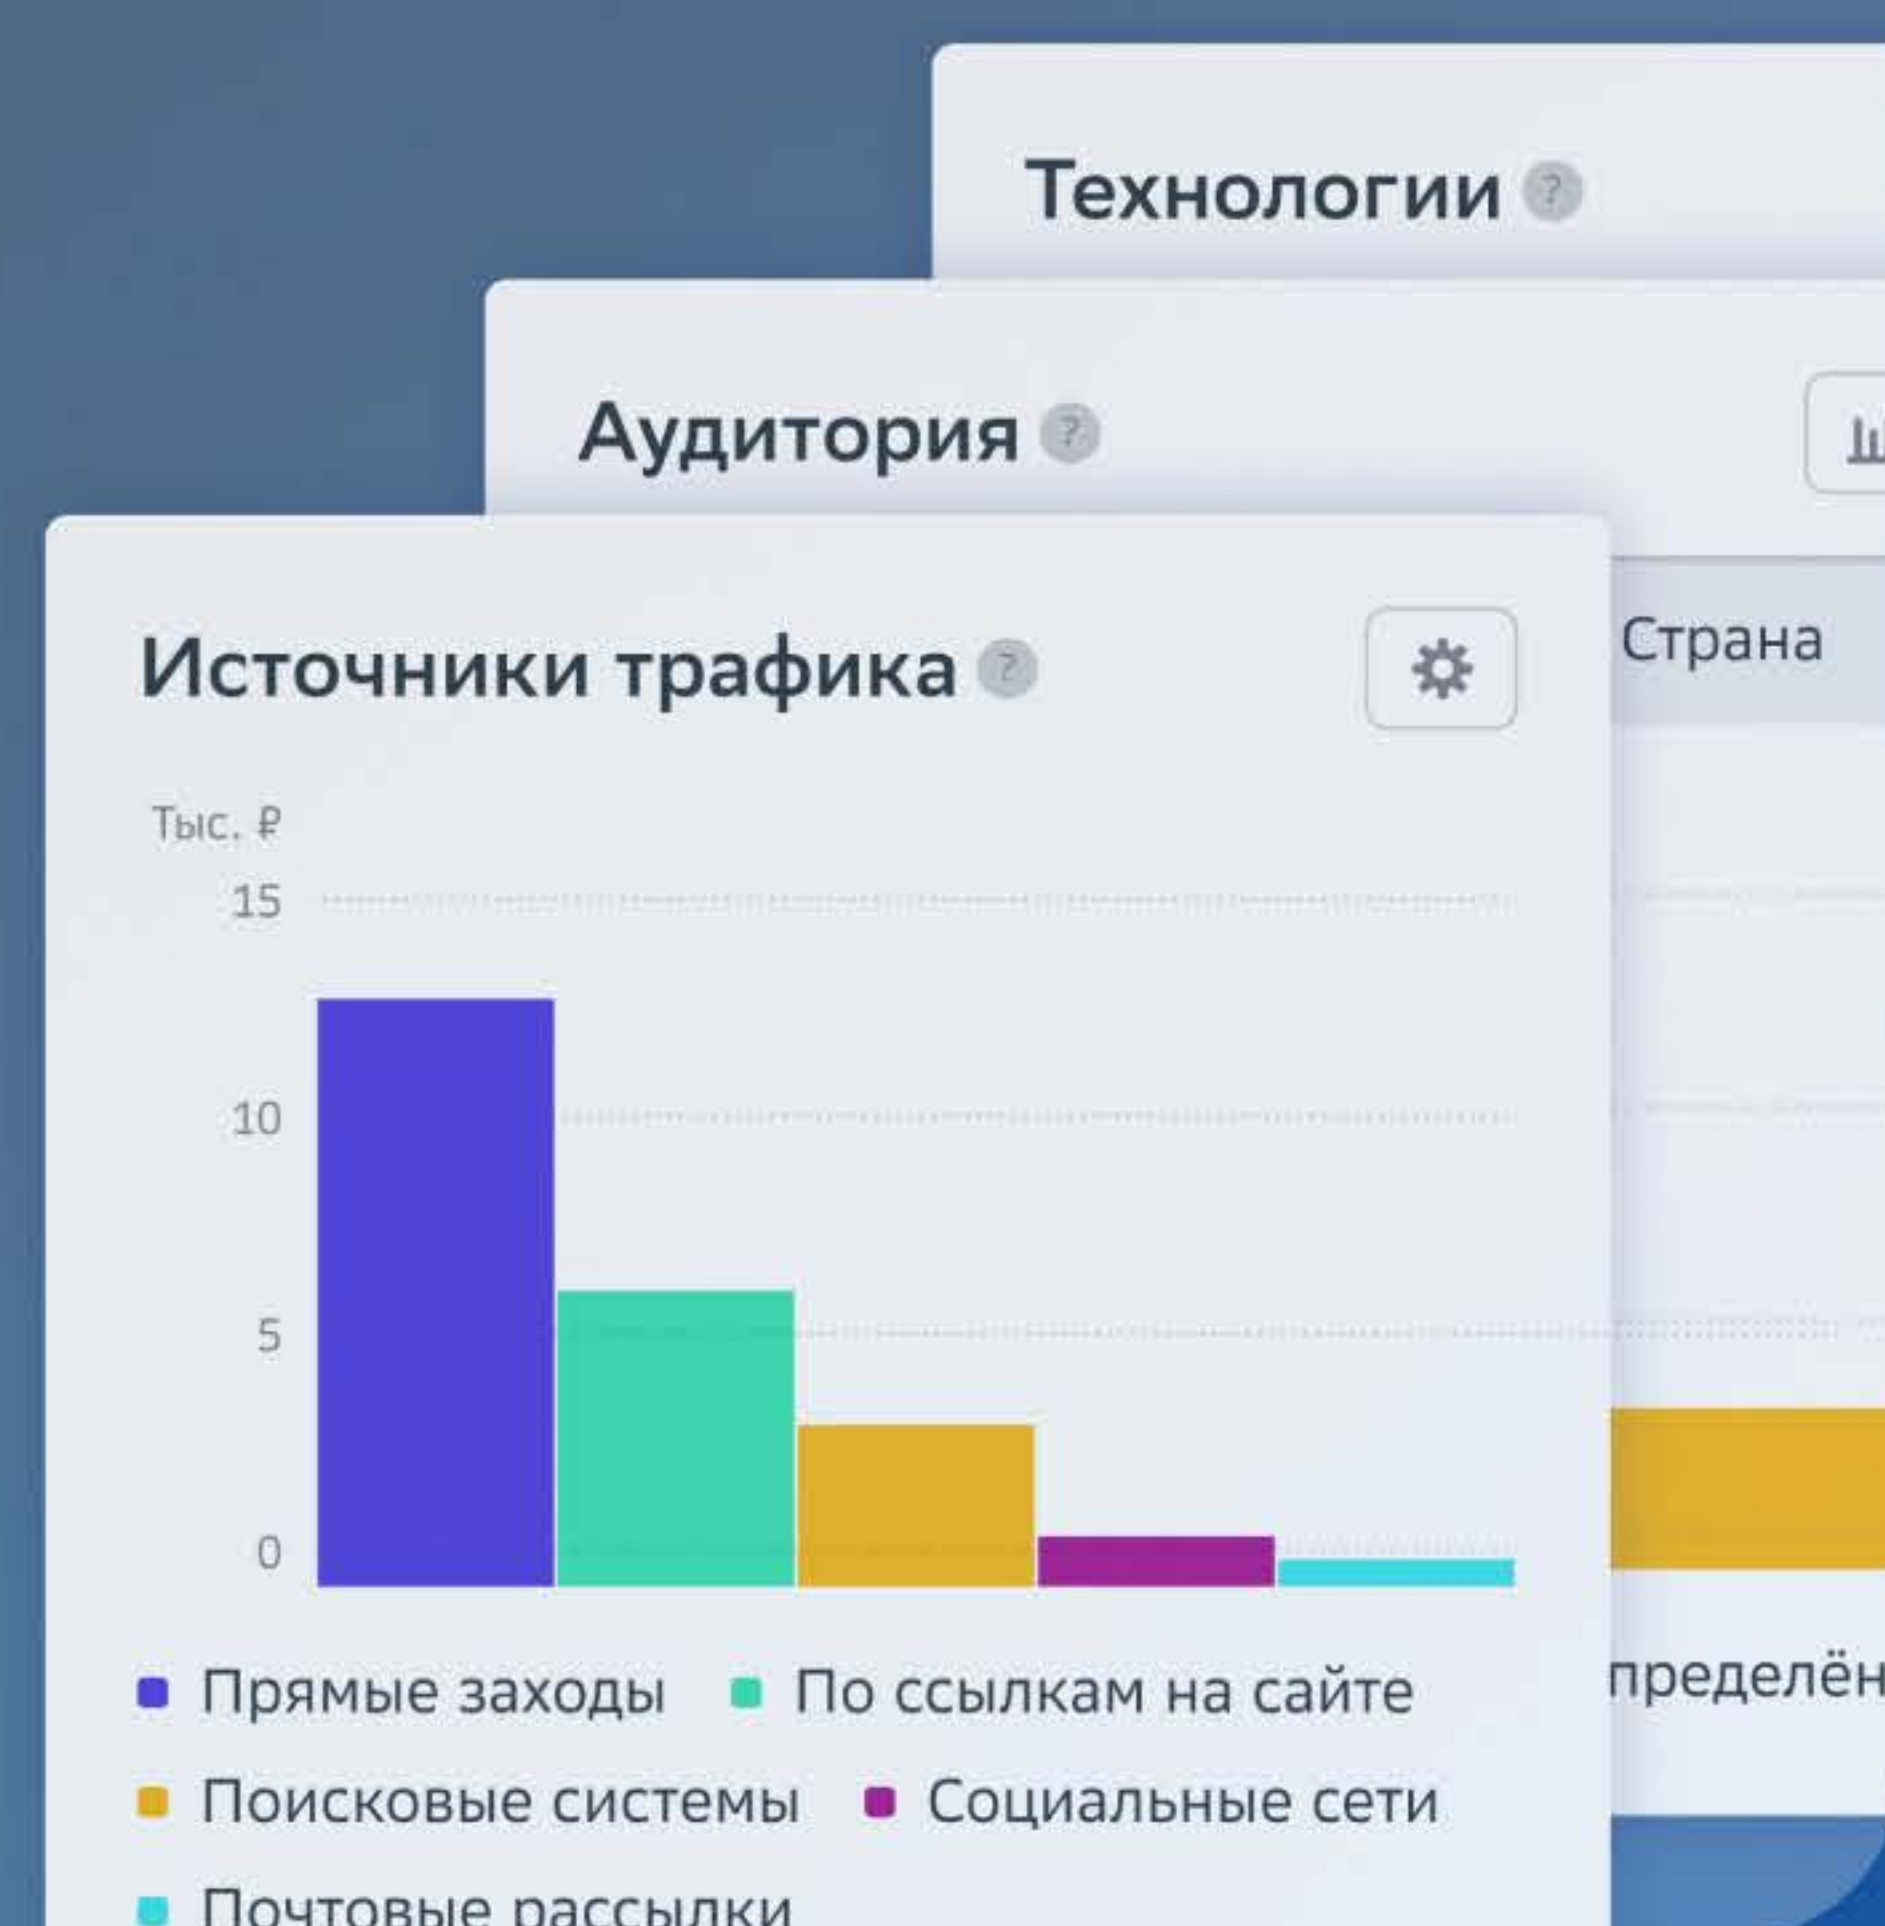 Технологии ?
Аудитория ?
Источники трафика ?
Страна
Тыс. ₽
15
10
5
0
Прямые заходы По ссылкам на сайте
пределён
Поисковые системы Социальные сети
Почтовые рассылки